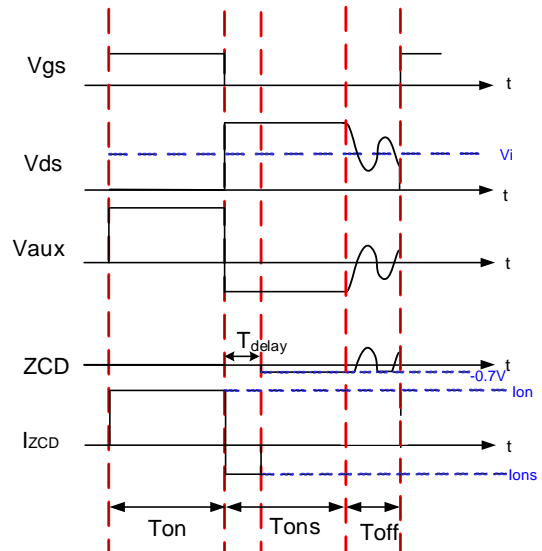 Vgs
t
Vds
Vi
t
Vaux
t
Tdelay
ZCD
t
-0.7V
Ion
IZCD
t
Ions
Ton
Tons
Toff